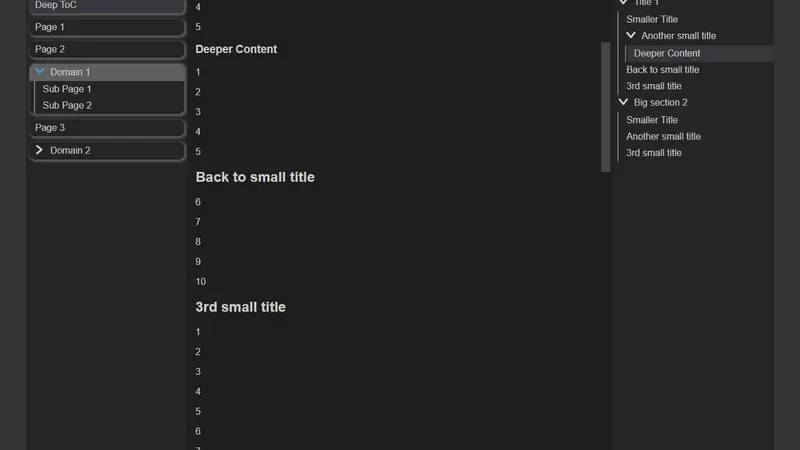 Deep ToC
Page 1
Page 2
Domain 1
Sub Page 1
Sub Page 2
Page 3
Domain 2
4
5
Deeper Content
1
2
3
4
5
Back to small title
6
7
8
9
10
3rd small title
1
2
3
4
5
6
Title 1
Smaller Title
Another small title
Deeper Content
Back to small title
3rd small title
Big section 2
Smaller Title
Another small title
3rd small title